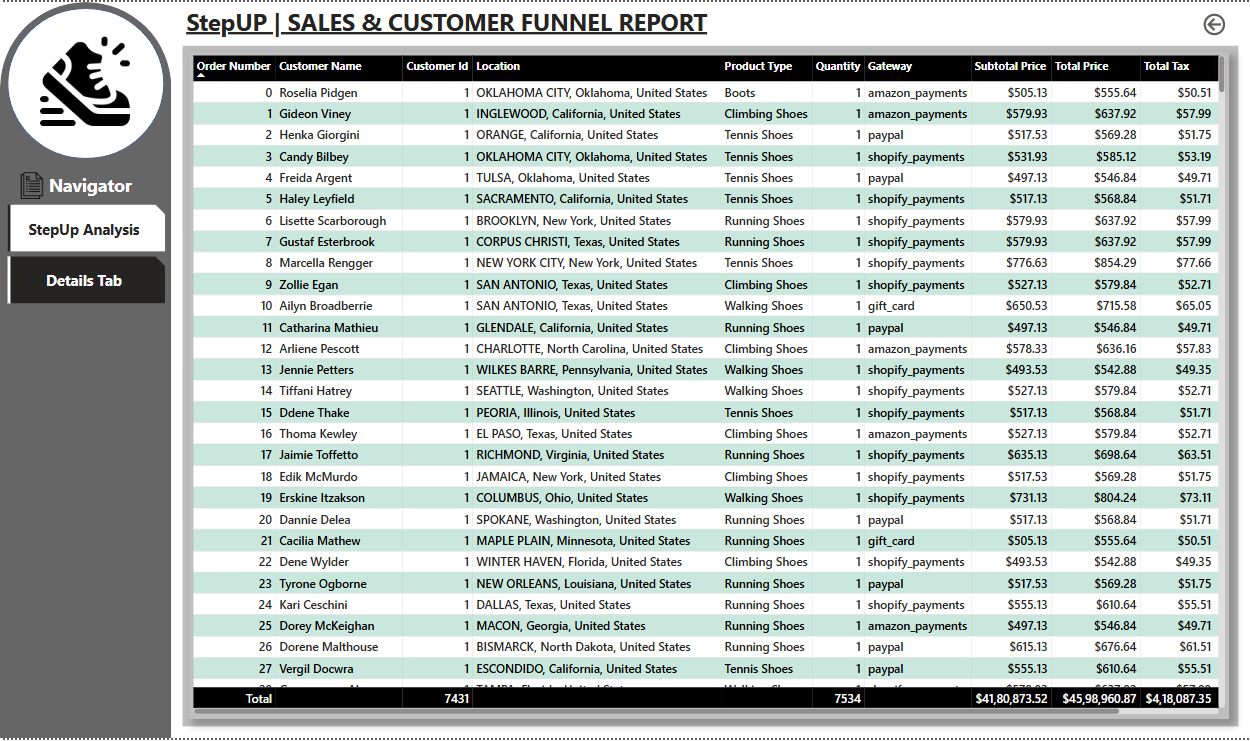 StepUP | SALES & CUSTOMER FUNNEL REPORT
Navigator
StepUp Analysis
Details Tab
Order Number Customer Name Customer Id Location Product Type Quantity Gateway Subtotal Price Total Price Total Tax
0 Roselia Pidgen 1 OKLAHOMA CITY, Oklahoma, United States Boots 1 amazon_payments $505.13 $555.64 $50.51
1 Gideon Viney 1 INGLEWOOD, California, United States Climbing Shoes 1 amazon_payments $579.93 $637.92 $57.99
2 Henka Giorgini 1 ORANGE, California, United States Tennis Shoes 1 paypal $517.53 $569.28 $51.75
3 Candy Bilbey 1 OKLAHOMA CITY, Oklahoma, United States Tennis Shoes 1 shopify_payments $531.93 $585.12 $53.19
4 Freida Argent 1 TULSA, Oklahoma, United States Tennis Shoes 1 paypal $497.13 $546.84 $49.71
5 Haley Leyfield 1 SACRAMENTO, California, United States Tennis Shoes 1 shopify_payments $517.13 $568.84 $51.71
6 Lisette Scarborough 1 BROOKLYN, New York, United States Running Shoes 1 shopify_payments $579.93 $637.92 $57.99
7 Gustaf Esterbrook 1 CORPUS CHRISTI, Texas, United States Running Shoes 1 shopify_payments $579.93 $637.92 $57.99
8 Marcella Rengger 1 NEW YORK CITY, New York, United States Tennis Shoes 1 shopify_payments $776.63 $854.29 $77.66
9 Zollie Egan 1 SAN ANTONIO, Texas, United States Climbing Shoes 1 shopify_payments $527.13 $579.84 $52.71
10 Ailyn Broadberrie 1 SAN ANTONIO, Texas, United States Walking Shoes 1 gift_card $650.53 $715.58 $65.05
11 Catharina Mathieu 1 GLENDALE, California, United States Running Shoes 1 paypal $497.13 $546.84 $49.71
12 Arliene Pescott 1 CHARLOTTE, North Carolina, United States Climbing Shoes 1 amazon_payments $578.33 $636.16 $57.83
13 Jennie Petters 1 WILKES BARRE, Pennsylvania, United States Walking Shoes 1 shopify_payments $493.53 $542.88 $49.35
14 Tiffani Hatrey 1 SEATTLE, Washington, United States Walking Shoes 1 shopify_payments $527.13 $579.84 $52.71
15 Ddene Thake 1 PEORIA, Illinois, United States Tennis Shoes 1 shopify_payments $517.13 $568.84 $51.71
16 Thoma Kewley 1 EL PASO, Texas, United States Climbing Shoes 1 amazon_payments $527.13 $579.84 $52.71
17 Jaimie Toffetto 1 RICHMOND, Virginia, United States Running Shoes 1 shopify_payments $635.13 $698.64 $63.51
18 Edik McMurdo 1 JAMAICA, New York, United States Climbing Shoes 1 shopify_payments $517.53 $569.28 $51.75
19 Erskine Itzakson 1 COLUMBUS, Ohio, United States Walking Shoes 1 shopify_payments $731.13 $804.24 $73.11
20 Dannie Delea 1 SPOKANE, Washington, United States Running Shoes 1 paypal $517.13 $568.84 $51.71
21 Cacilia Mathew 1 MAPLE PLAIN, Minnesota, United States Running Shoes 1 gift_card $505.13 $555.64 $50.51
22 Dene Wylder 1 WINTER HAVEN, Florida, United States Climbing Shoes 1 shopify_payments $493.53 $542.88 $49.35
23 Tyrone Ogborne 1 NEW ORLEANS, Louisiana, United States Running Shoes 1 paypal $517.53 $569.28 $51.75
24 Kari Ceschini 1 DALLAS, Texas, United States Running Shoes 1 shopify_payments $555.13 $610.64 $55.51
25 Dorey McKeighan 1 MACON, Georgia, United States Running Shoes 1 amazon_payments $497.13 $546.84 $49.71
26 Dorene Malthouse 1 BISMARCK, North Dakota, United States Running Shoes 1 paypal $615.13 $676.64 $61.51
27 Vergil Docwra 1 ESCONDIDO, California, United States Tennis Shoes 1 paypal $555.13 $610.64 $55.51
Total 7431 7534 $41,80,873.52 $45,98,960.87 $4,18,087.35